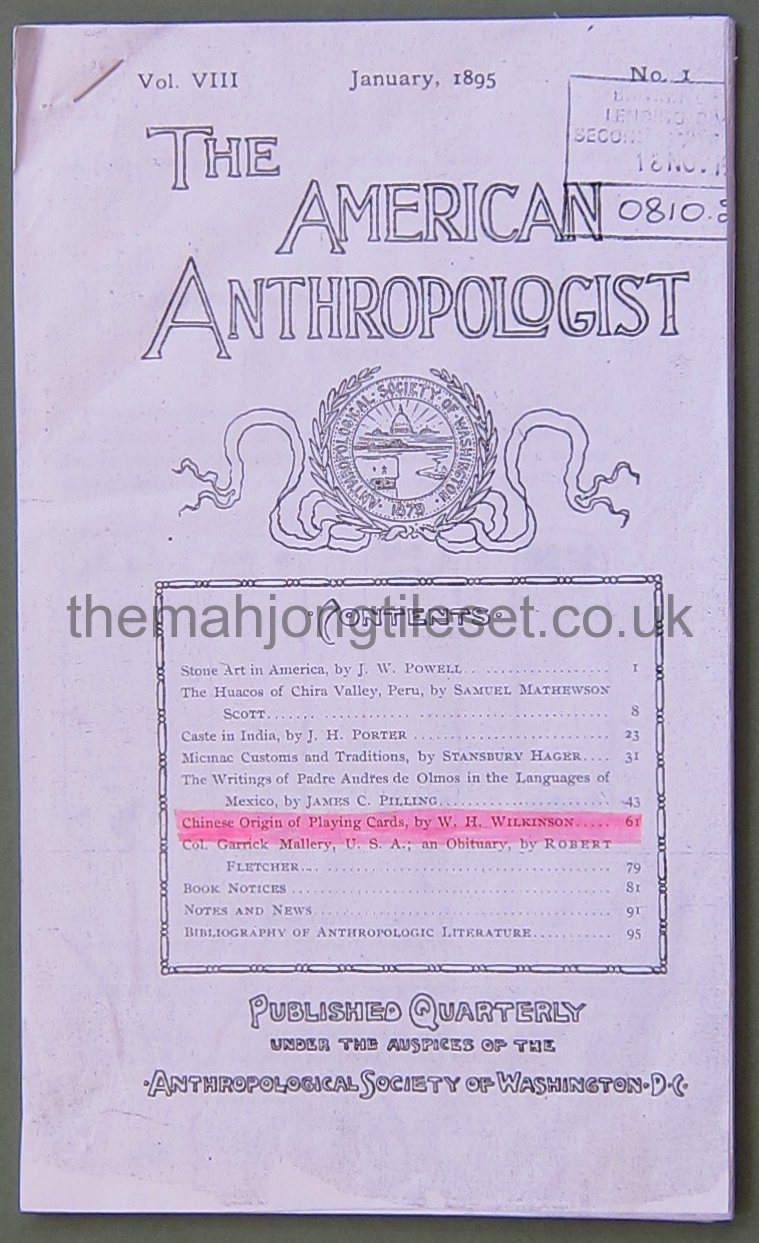 Vol. VIII January, 1895 No. 1
LENDING
SECON
18 NOV
0810.
THE
AMERICAN
ANTHROPOLOGIST
ANTHROPOLOGICAL SOCIETY OF WASHINGTON
1879
CONTENTS
themahjongtileset.co.uk
Stone Art in America, by J. W. POWELL.................. 1
The Huacos of Chira Valley, Peru, by SAMUEL MATHEWSON
SCOTT............................................ 8
Caste in India, by J. H. PORTER ........................ 23
Micmac Customs and Traditions, by STANSBURY HAGER.... 31
The Writings of Padre Andres de Olmos in the Languages of
Mexico, by JAMES C. PILLING........................ 43
Chinese Origin of Playing Cards, by W. H. WILKINSON..... 61
Col. Garrick Mallery, U. S. A.; an Obituary, by ROBERT
FLETCHER........................................ 79
BOOK NOTICES ........................................ 81
NOTES AND NEWS..................................... 91
BIBLIOGRAPHY OF ANTHROPOLOGIC LITERATURE........... 95
PUBLISHED QUARTERLY
UNDER THE AUSPICES OF THE
·ANTHROPOLOGICAL SOCIETY OF WASHINGTON·D·C·